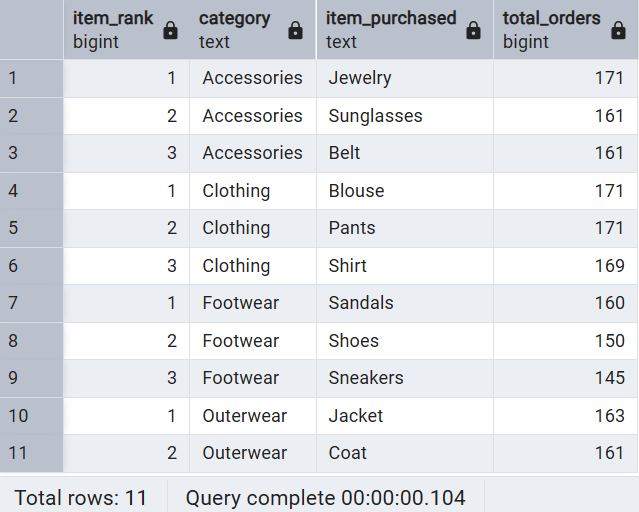 item_rank category item_purchased total_orders
bigint text text bigint
1 1 Accessories Jewelry 171
2 2 Accessories Sunglasses 161
3 3 Accessories Belt 161
4 1 Clothing Blouse 171
5 2 Clothing Pants 171
6 3 Clothing Shirt 169
7 1 Footwear Sandals 160
8 2 Footwear Shoes 150
9 3 Footwear Sneakers 145
10 1 Outerwear Jacket 163
11 2 Outerwear Coat 161
Total rows: 11 Query complete 00:00:00.104